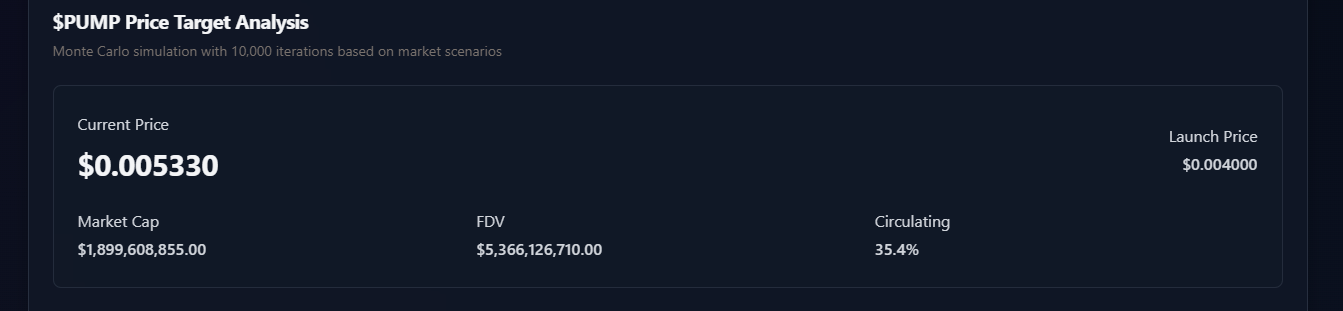 $PUMP Price Target Analysis
Monte Carlo simulation with 10,000 iterations based on market scenarios
Current Price
$0.005330
Launch Price
$0.004000
Market Cap
$1,899,608,855.00
FDV
$5,366,126,710.00
Circulating
35.4%